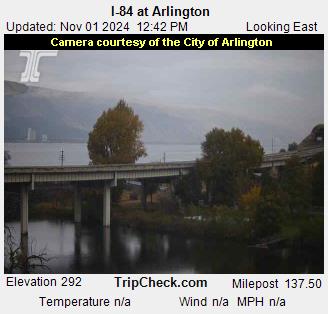 I-84 at Arlington
Updated: Nov 01 2024 12:42 PM Looking East
Camera courtesy of the City of Arlington
Elevation 292 TripCheck.com Milepost 137.50
Temperature n/a Wind n/a MPH n/a